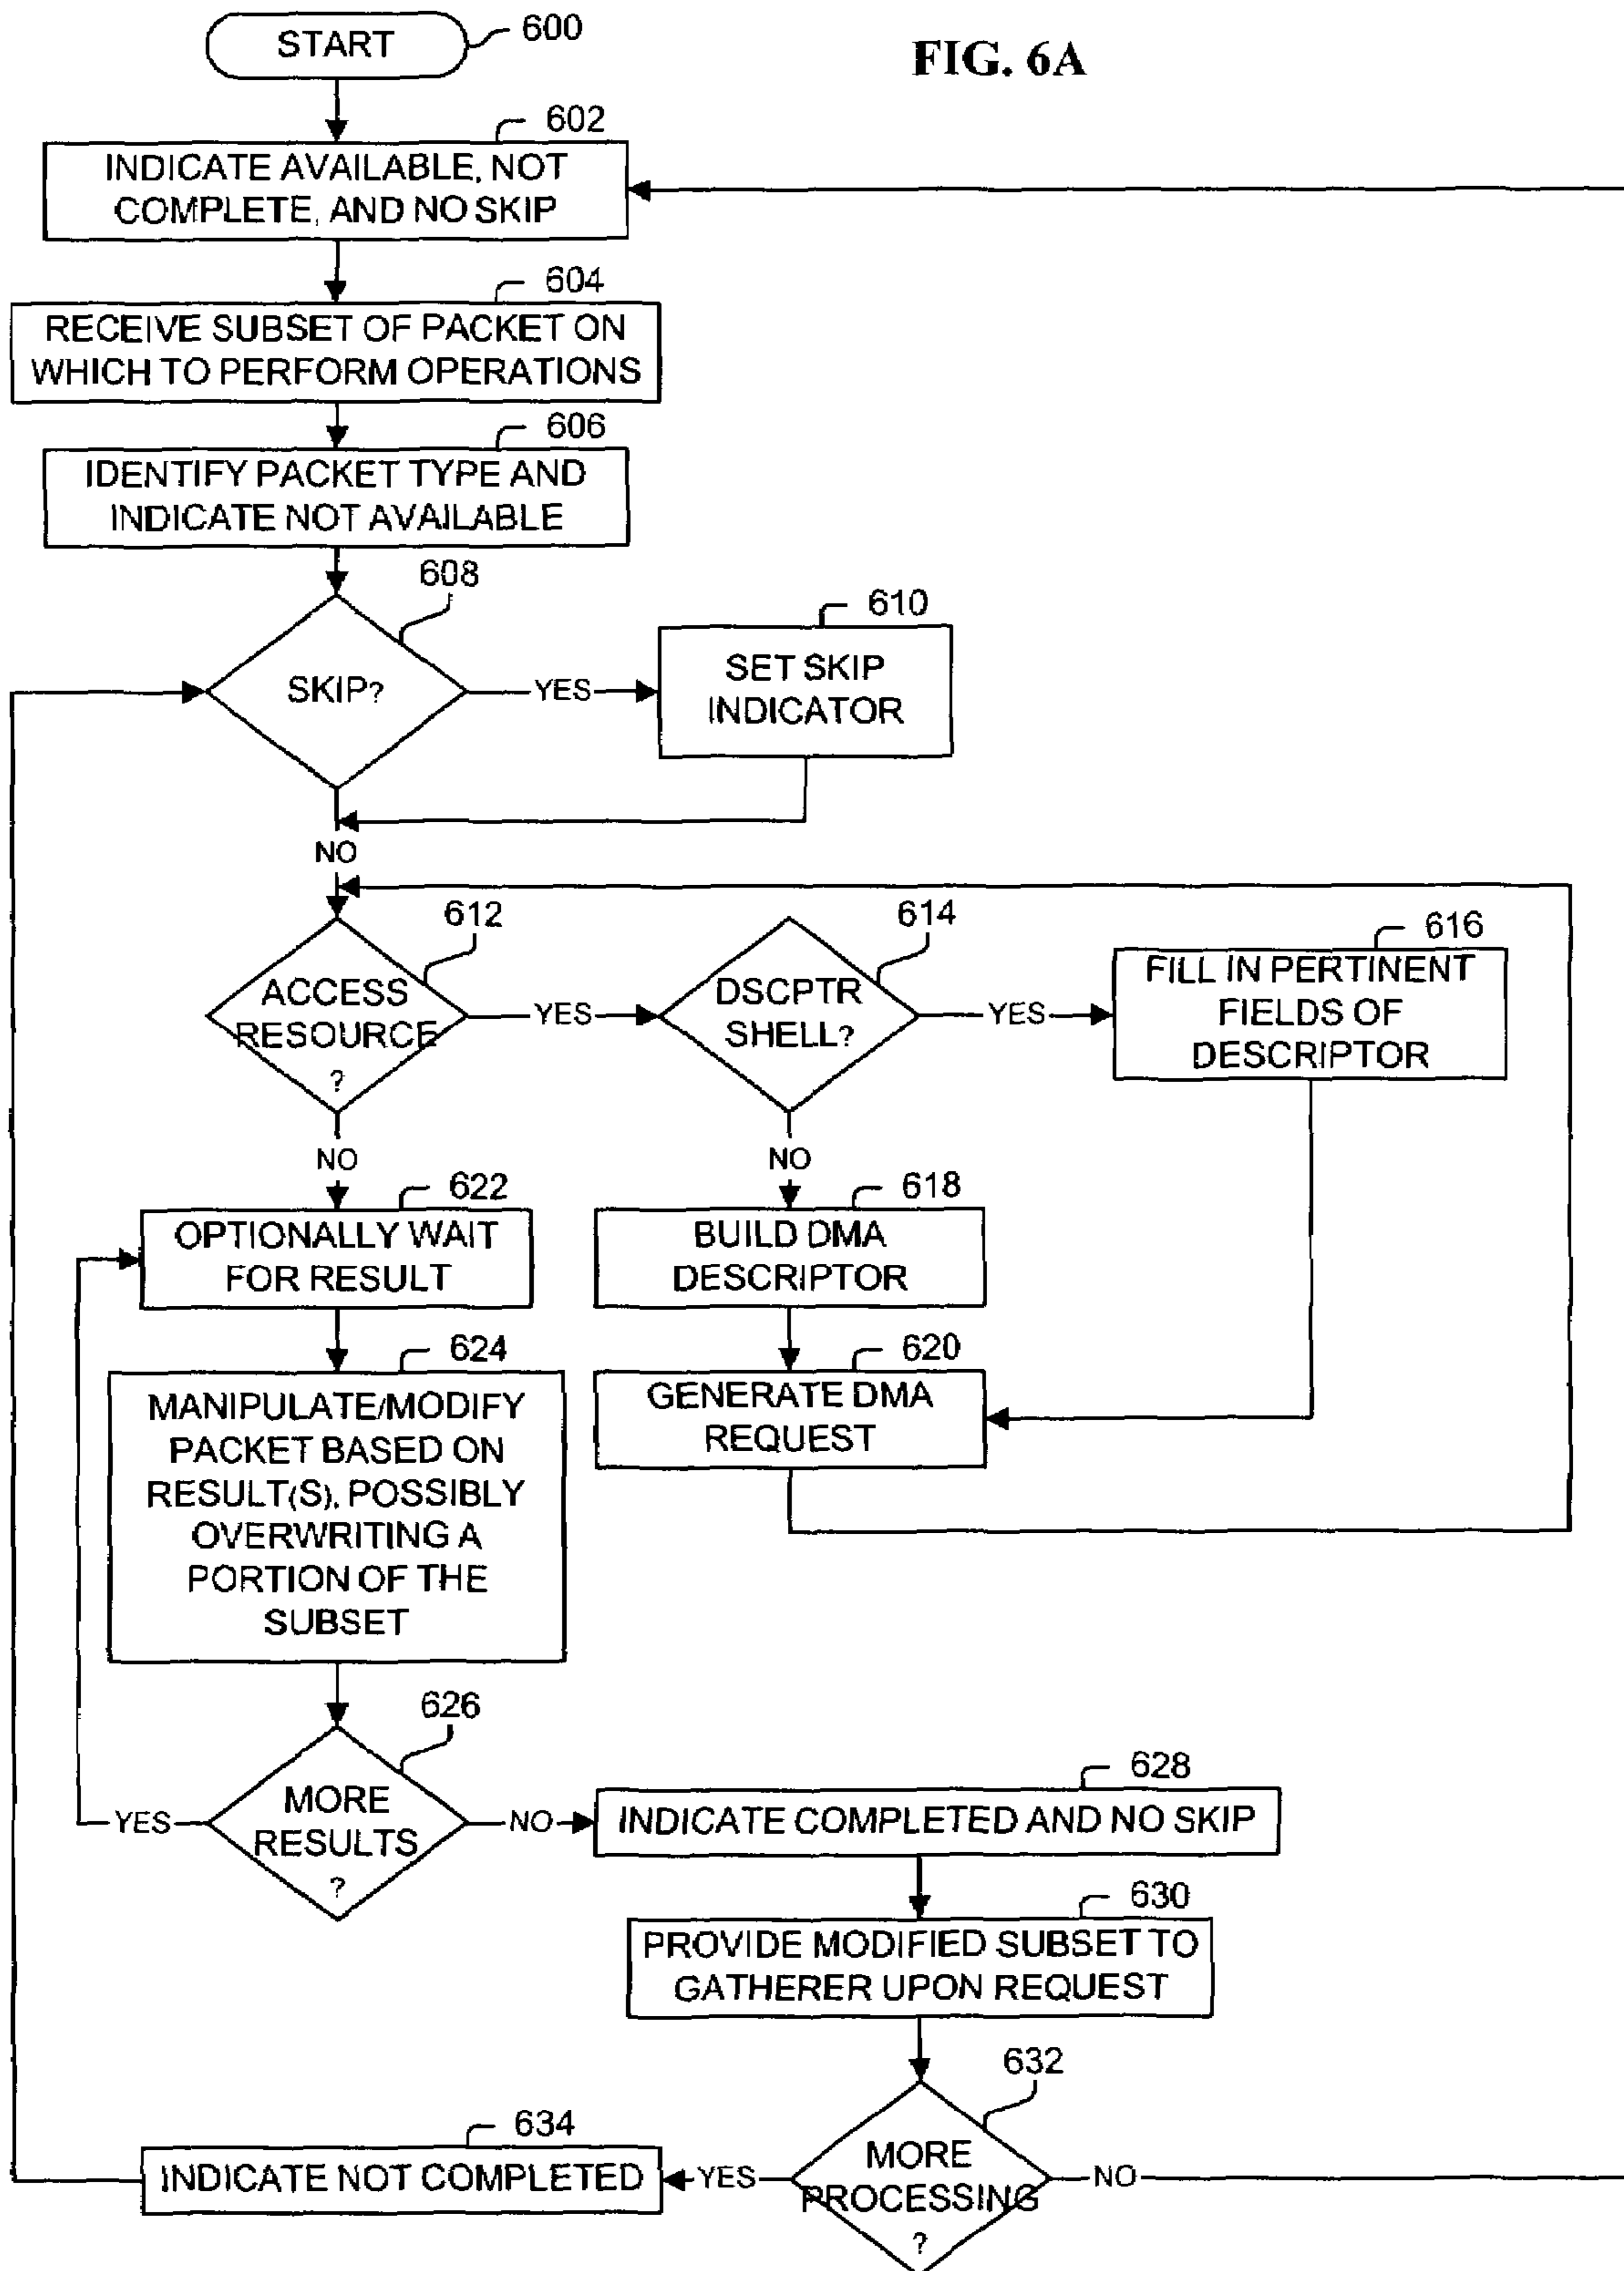 START
600
FIG. 6A
602
INDICATE AVAILABLE, NOT
COMPLETE, AND NO SKIP
604
RECEIVE SUBSET OF PACKET ON
WHICH TO PERFORM OPERATIONS
606
IDENTIFY PACKET TYPE AND
INDICATE NOT AVAILABLE
608
SKIP?
YES
610
SET SKIP
INDICATOR
NO
612
ACCESS
RESOURCE
?
YES
614
DSCPTR
SHELL?
YES
616
FILL IN PERTINENT
FIELDS OF
DESCRIPTOR
NO
NO
622
OPTIONALLY WAIT
FOR RESULT
618
BUILD DMA
DESCRIPTOR
624
MANIPULATE/MODIFY
PACKET BASED ON
RESULT(S), POSSIBLY
OVERWRITING A
PORTION OF THE
SUBSET
620
GENERATE DMA
REQUEST
626
MORE
RESULTS
?
YES
NO
628
INDICATE COMPLETED AND NO SKIP
630
PROVIDE MODIFIED SUBSET TO
GATHERER UPON REQUEST
632
MORE
PROCESSING
?
YES
NO
634
INDICATE NOT COMPLETED